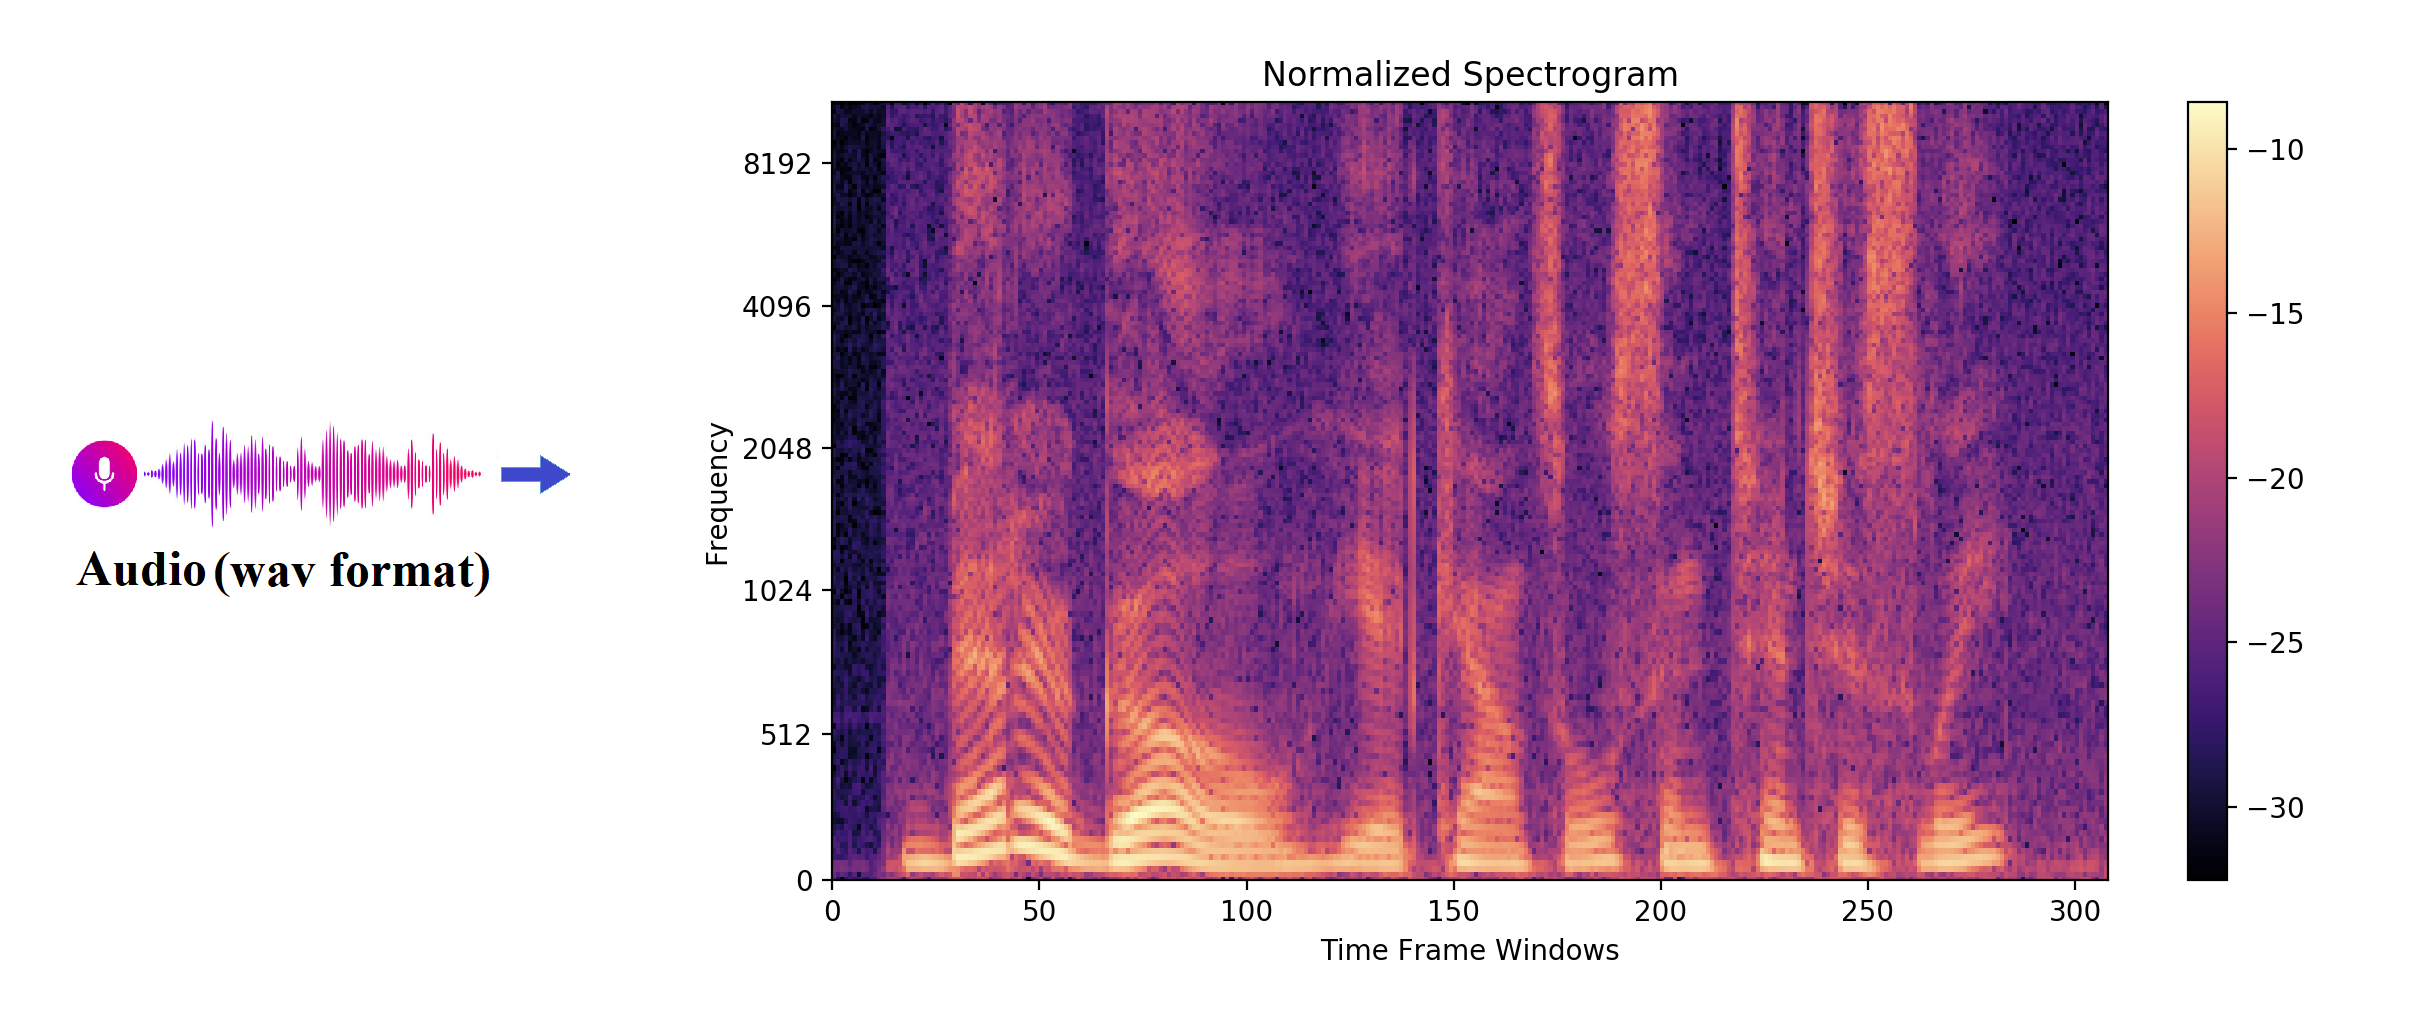 Normalized Spectrogram
Audio (wav format)
Frequency
8192
4096
2048
1024
512
0
0 50 100 150 200 250 300
Time Frame Windows
−10
−15
−20
−25
−30